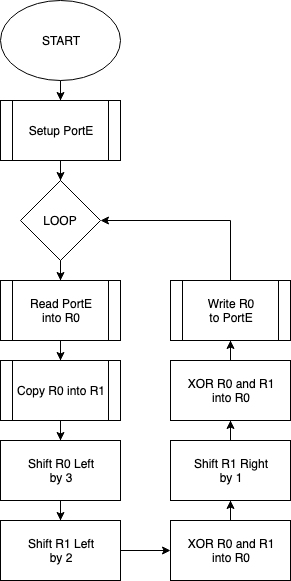 START
Setup PortE
LOOP
Read PortE
into R0
Copy R0 into R1
Shift R0 Left
by 3
Shift R1 Left
by 2
XOR R0 and R1
into R0
Shift R1 Right
by 1
XOR R0 and R1
into R0
Write R0
to PortE